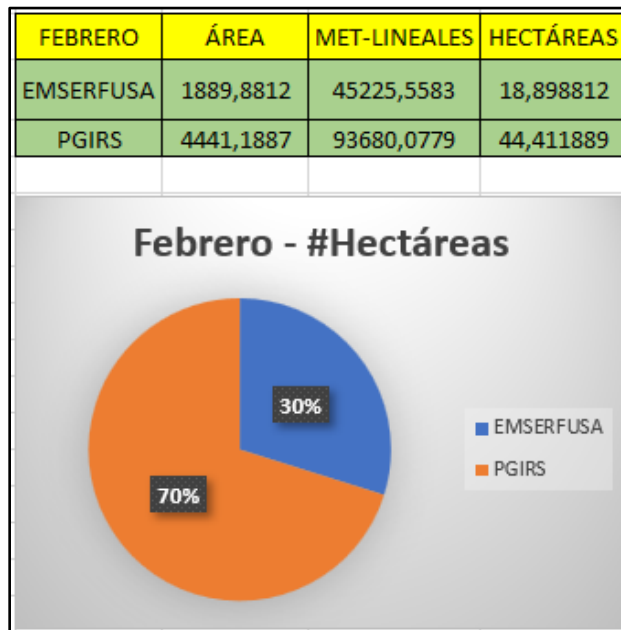 FEBRERO ÁREA MET-LINEALES HECTÁREAS
EMSERFUSA 1889,8812 45225,5583 18,898812
PGIRS 4441,1887 93680,0779 44,411889
Febrero - #Hectáreas
30%
70%
EMSERFUSA
PGIRS